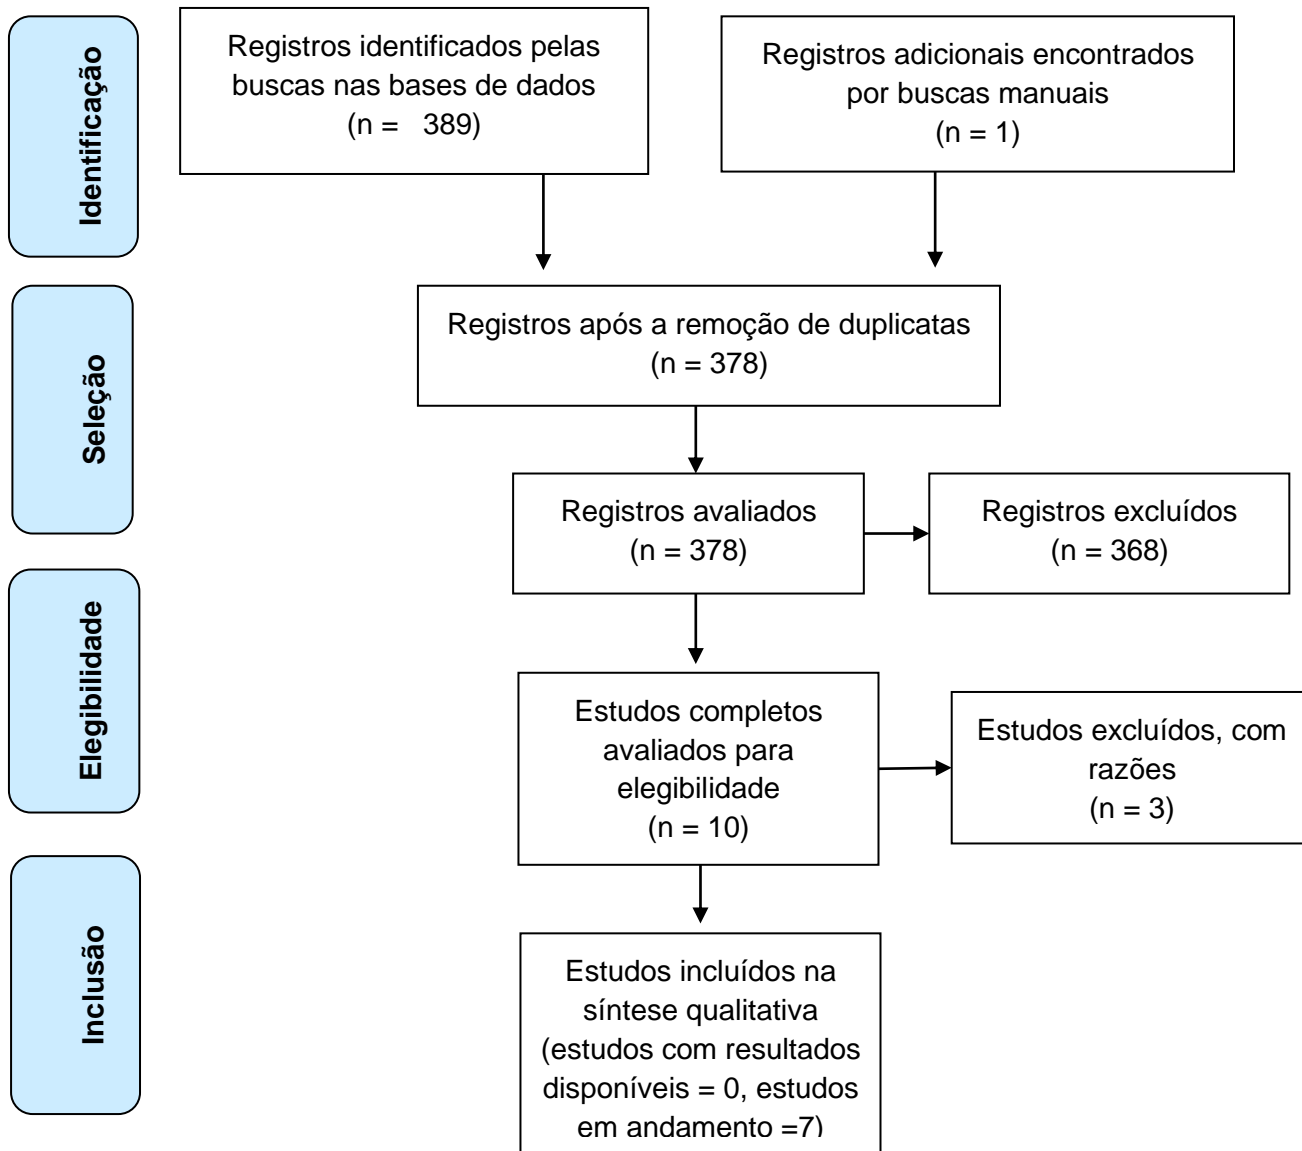 Identificação
Registros identificados pelas
buscas nas bases de dados
(n =   389)
Registros adicionais encontrados
por buscas manuais
(n = 1)
Seleção
Registros após a remoção de duplicatas
(n = 378)
Registros avaliados
(n = 378)
Registros excluídos
(n = 368)
Elegibilidade
Estudos completos
avaliados para
elegibilidade
(n = 10)
Estudos excluídos, com
razões
(n = 3)
Inclusão
Estudos incluídos na
síntese qualitativa
(estudos com resultados
disponíveis = 0, estudos
em andamento =7)